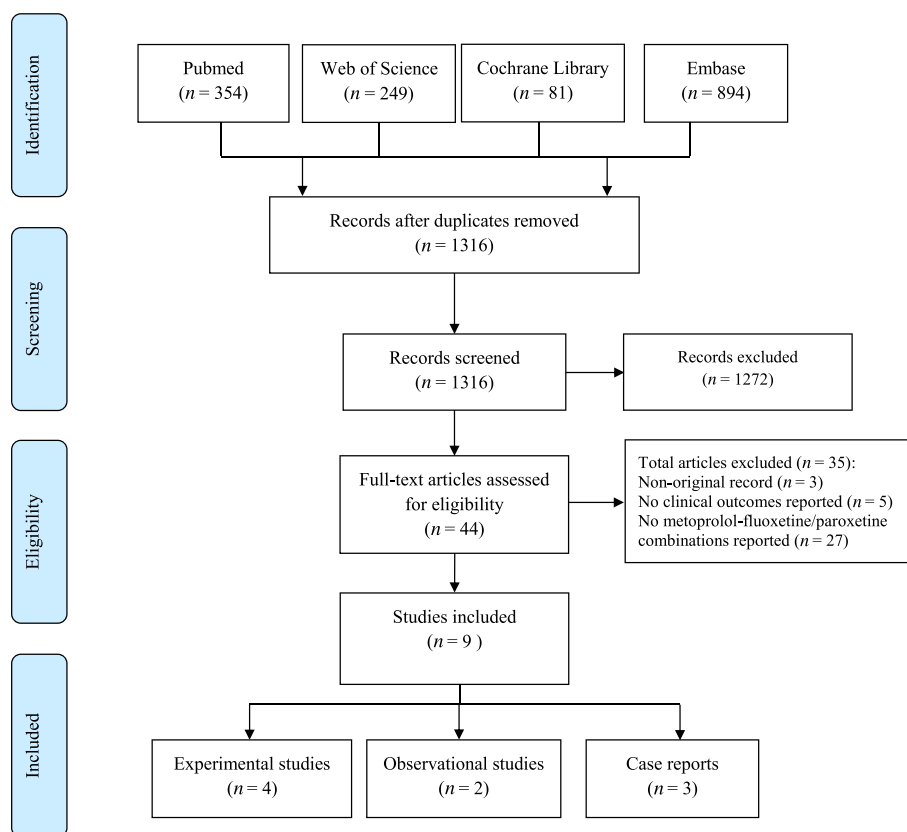 Identification
Pubmed
(n = 354)
Web of Science
(n = 249)
Cochrane Library
(n = 81)
Embase
(n = 894)
Records after duplicates removed
(n = 1316)
Screening
Records screened
(n = 1316)
Records excluded
(n = 1272)
Eligibility
Full-text articles assessed
for eligibility
(n = 44)
Total articles excluded (n = 35):
Non-original record (n = 3)
No clinical outcomes reported (n = 5)
No metoprolol-fluoxetine/paroxetine
combinations reported (n = 27)
Studies included
(n = 9 )
Included
Experimental studies
(n = 4)
Observational studies
(n = 2)
Case reports
(n = 3)